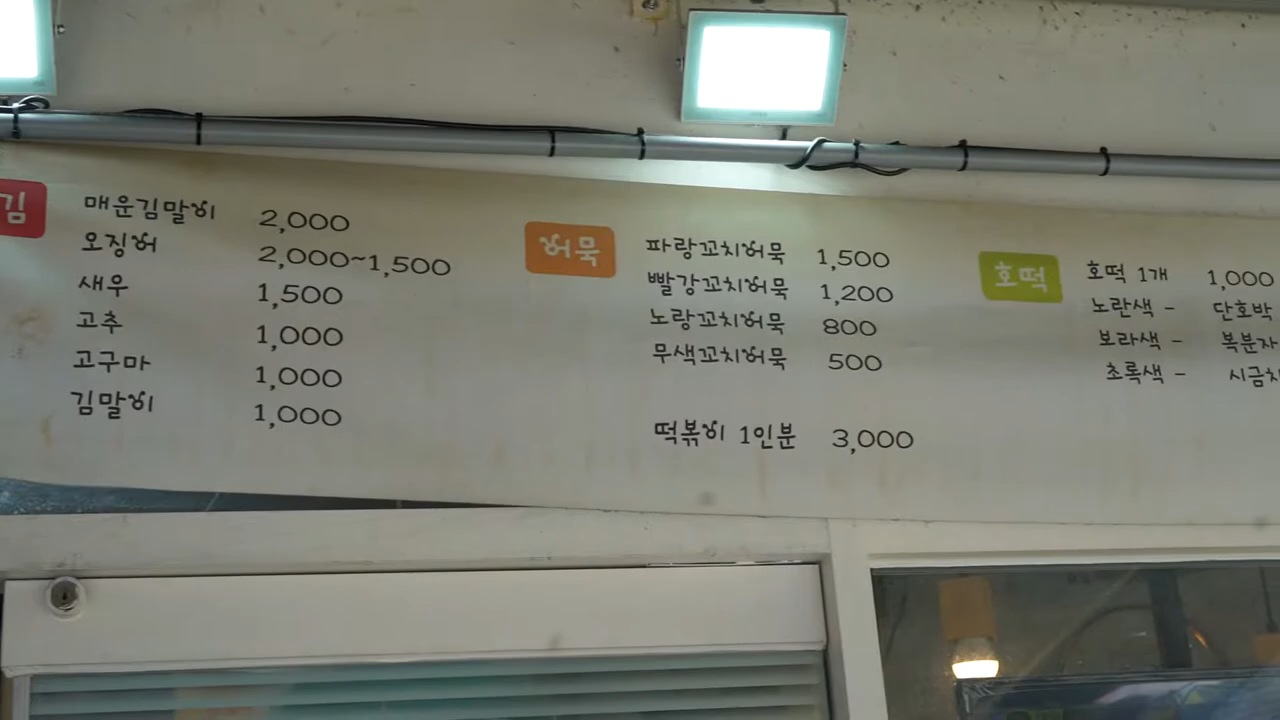 김
매운김말이 2,000
오징어 2,000~1,500
새우 1,500
고추 1,000
고구마 1,000
김말이 1,000
어묵
파랑꼬치어묵 1,500
빨강꼬치어묵 1,200
노랑꼬치어묵 800
무색꼬치어묵 500
떡볶이 1인분 3,000
호떡
호떡 1개 1,000
노란색 - 단호박
보라색 - 복분자
초록색 - 시금치